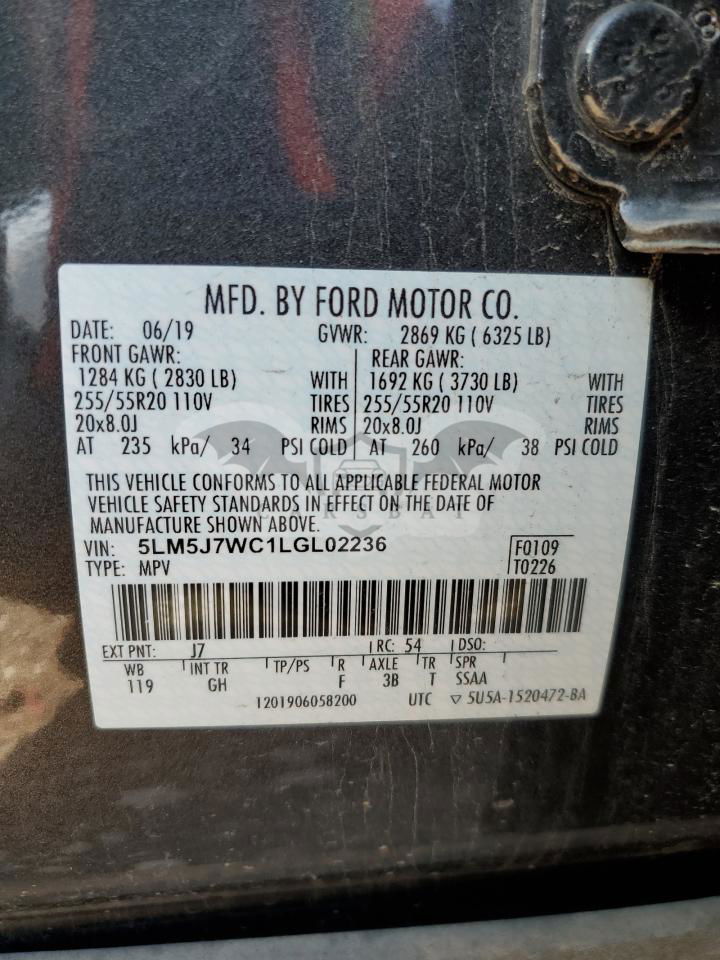 MFD. BY FORD MOTOR CO.
DATE: 06/19 GVWR: 2869 KG ( 6325 LB)
FRONT GAWR: REAR GAWR:
1284 KG ( 2830 LB) WITH 1692 KG ( 3730 LB) WITH
255/55R20 110V TIRES 255/55R20 110V TIRES
20x8.0J RIMS 20x8.0J RIMS
AT 235 kPa/ 34 PSI COLD AT 260 kPa/ 38 PSI COLD
THIS VEHICLE CONFORMS TO ALL APPLICABLE FEDERAL MOTOR
VEHICLE SAFETY STANDARDS IN EFFECT ON THE DATE OF
MANUFACTURE SHOWN ABOVE.
CARSBAT
VIN: 5LM5J7WC1LGL02236 F0109
TYPE: MPV T0226
EXT PNT: J7 RC: 54 DSO:
WB INT TR TP/PS R AXLE TR SPR
119 GH F 3B T SSAA
1201906058200 UTC ▽ 5U5A-1520472-BA